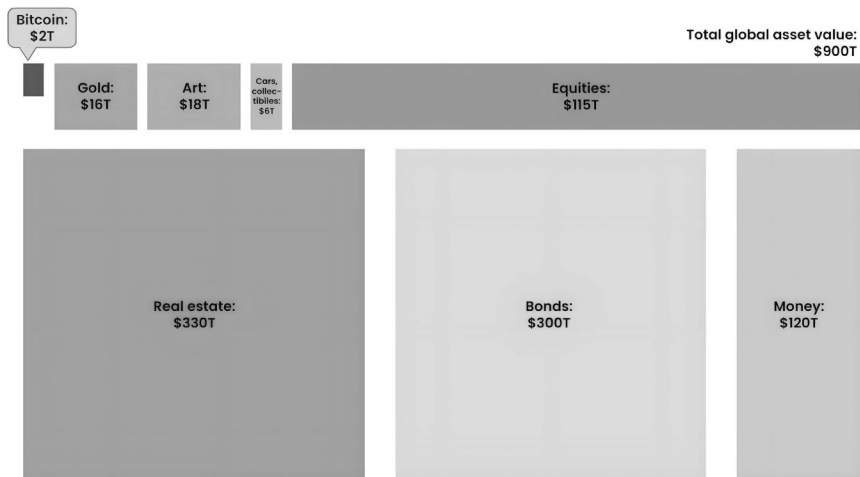 Bitcoin:
$2T
Total global asset value:
$900T
Gold:
$16T
Art:
$18T
Cars,
collec-
tibiles:
$6T
Equities:
$115T
Real estate:
$330T
Bonds:
$300T
Money:
$120T